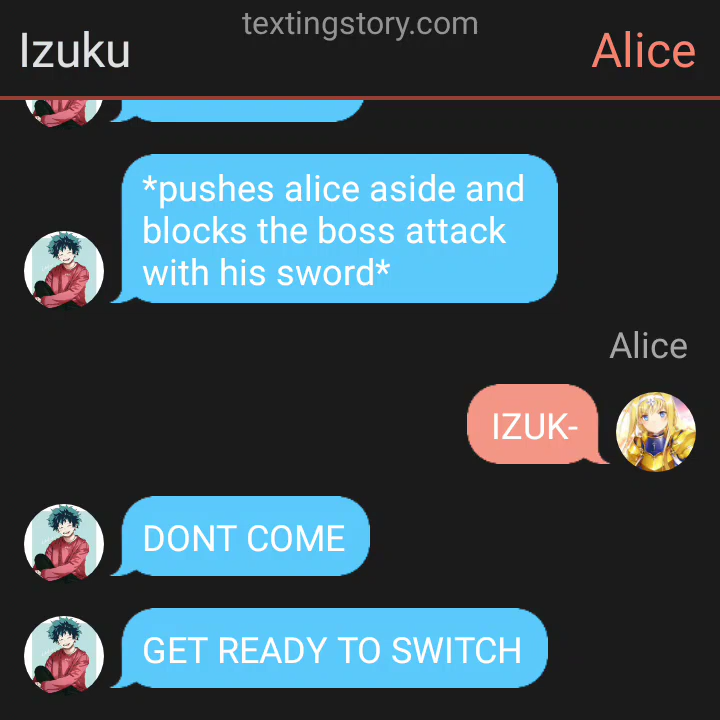 textingstory.com
Izuku
Alice
*pushes alice aside and
blocks the boss attack
with his sword*
Alice
IZUK-
DONT COME
GET READY TO SWITCH